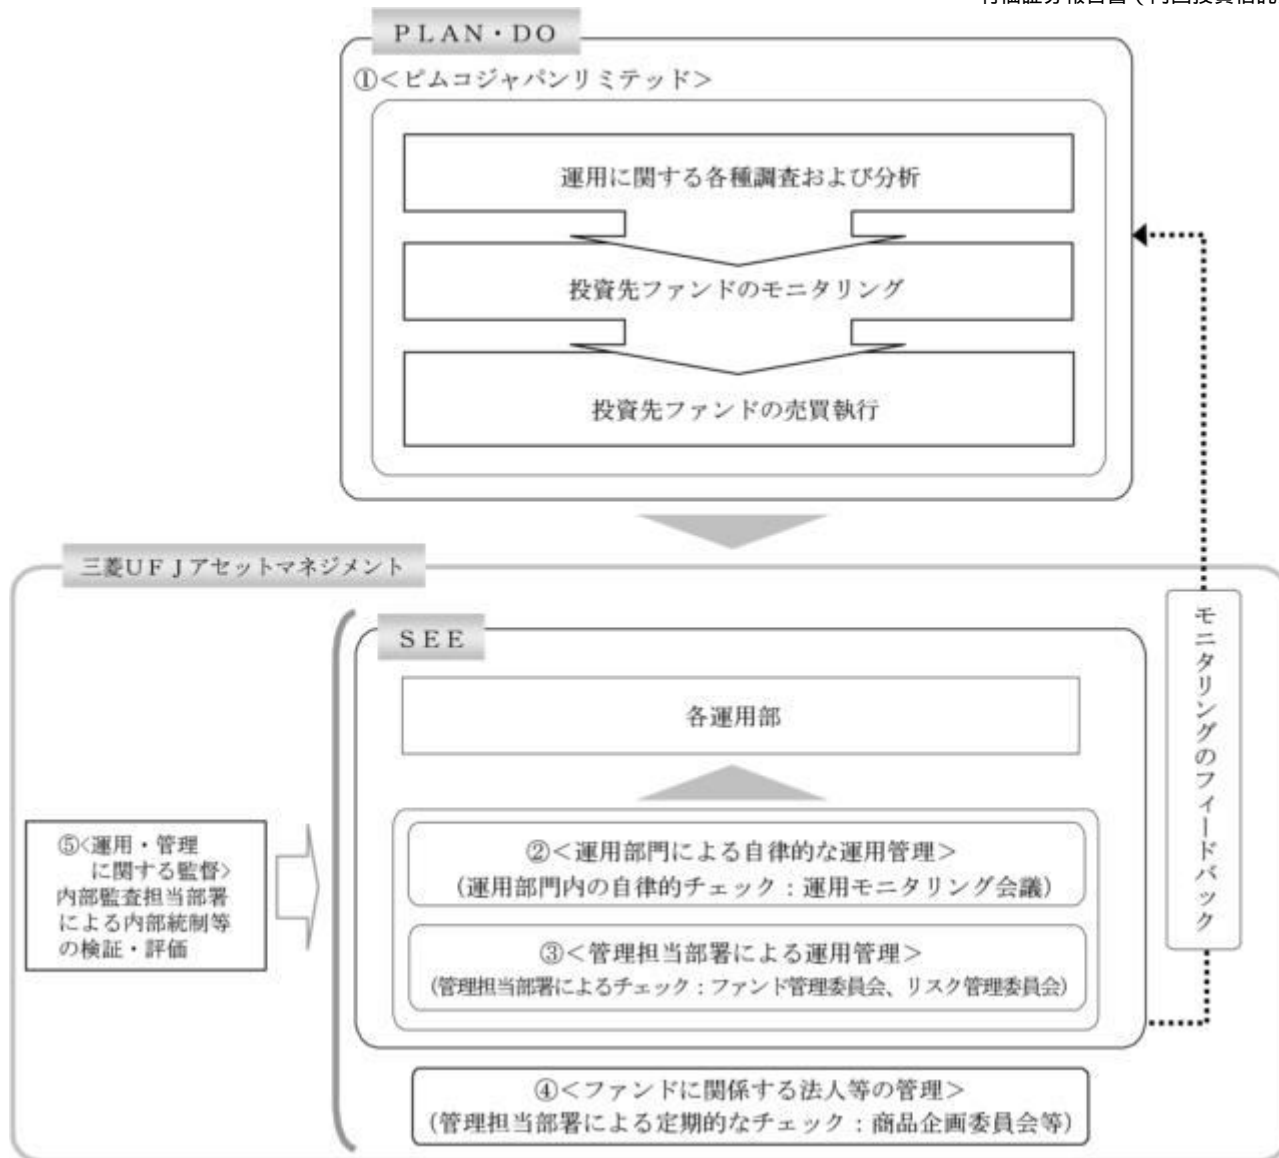 PLAN・DO
①<ピムコジャパンリミテッド>
運用に関する各種調査および分析
投資先ファンドのモニタリング
投資先ファンドの売買執行
三菱UFJアセットマネジメント
SEE
各運用部
②<運用部門による自律的な運用管理>
(運用部門内の自律的チェック：運用モニタリング会議)
③<管理担当部署による運用管理>
(管理担当部署によるチェック：ファンド管理委員会、リスク管理委員会)
④<ファンドに関係する法人等の管理>
(管理担当部署による定期的なチェック：商品企画委員会等)
⑤<運用・管理
に関する監督>
内部監査担当部署
による内部統制等
の検証・評価
モニタリングのフィードバック